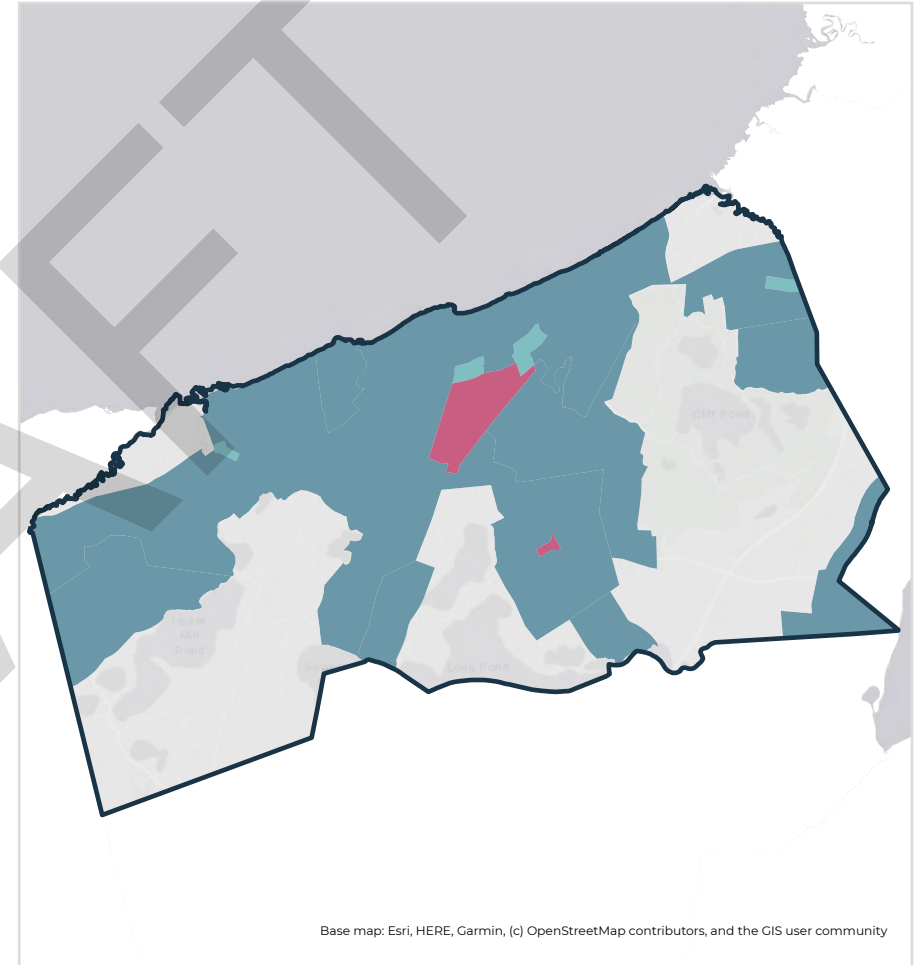 Cliff Pond
Upper
Mill
Pond
Long Pond
Base map: Esri, HERE, Garmin, (c) OpenStreetMap contributors, and the GIS user community